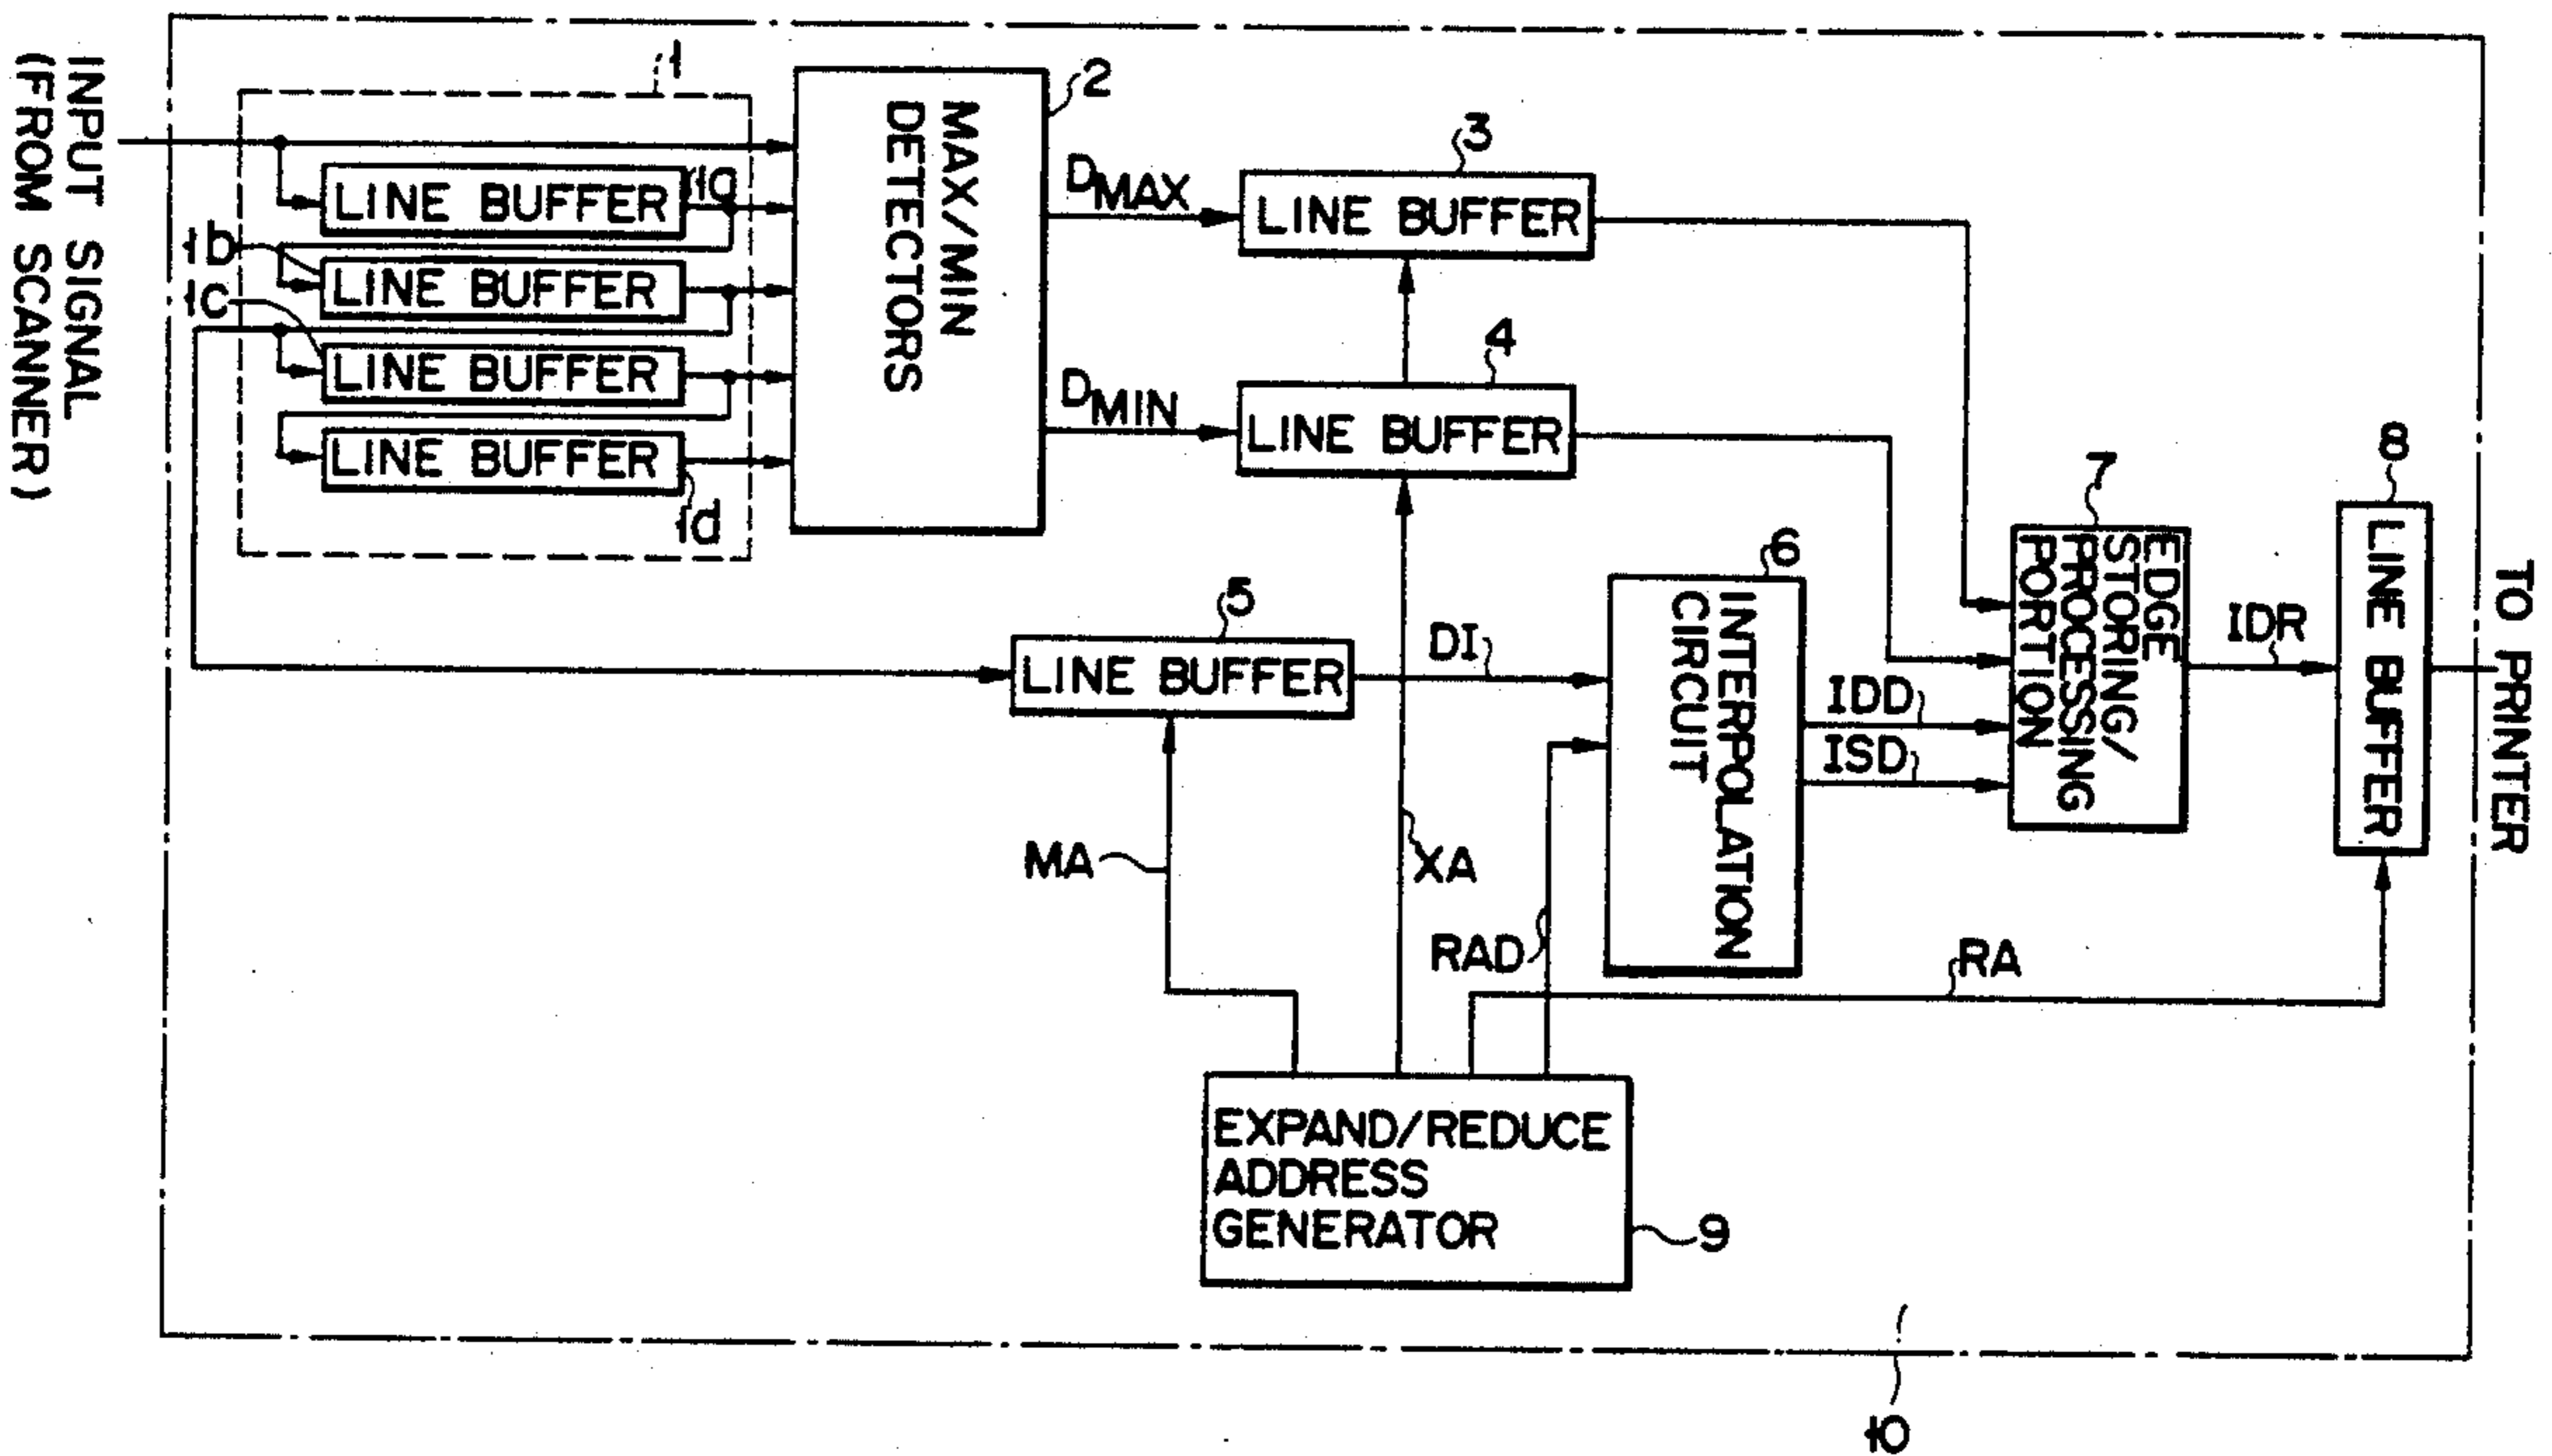 INPUT SIGNAL
(FROM SCANNER)
1
LINE BUFFER
1a
1b
LINE BUFFER
1c
LINE BUFFER
LINE BUFFER
1d
MAX/MIN
DETECTORS
2
DMAX
DMIN
3
LINE BUFFER
4
LINE BUFFER
5
LINE BUFFER
DI
6
INTERPOLATION
CIRCUIT
IDD
ISD
7
EDGE
STORING/
PROCESSING
PORTION
IDR
8
LINE BUFFER
TO PRINTER
MA
XA
RAD
RA
EXPAND/REDUCE
ADDRESS
GENERATOR
9
10